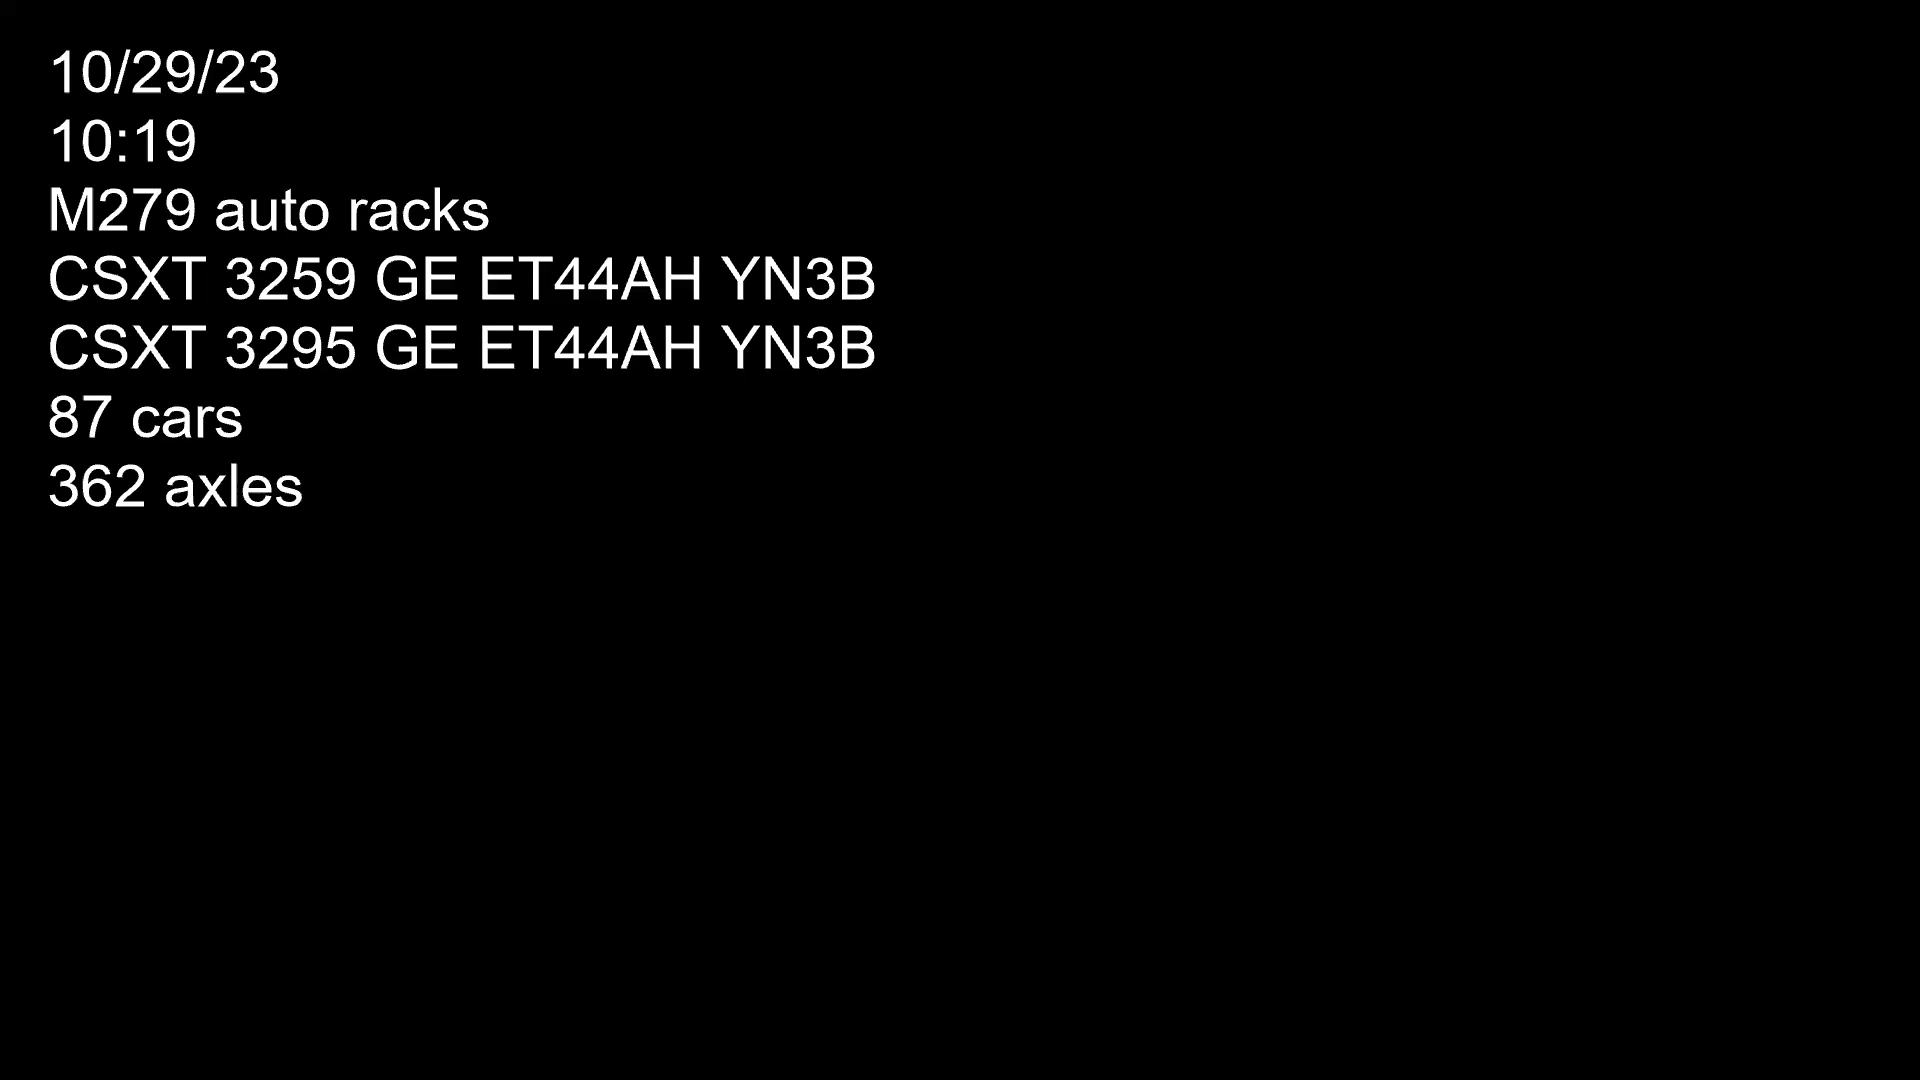 10/29/23
10:19
M279 auto racks
CSXT 3259 GE ET44AH YN3B
CSXT 3295 GE ET44AH YN3B
87 cars
362 axles